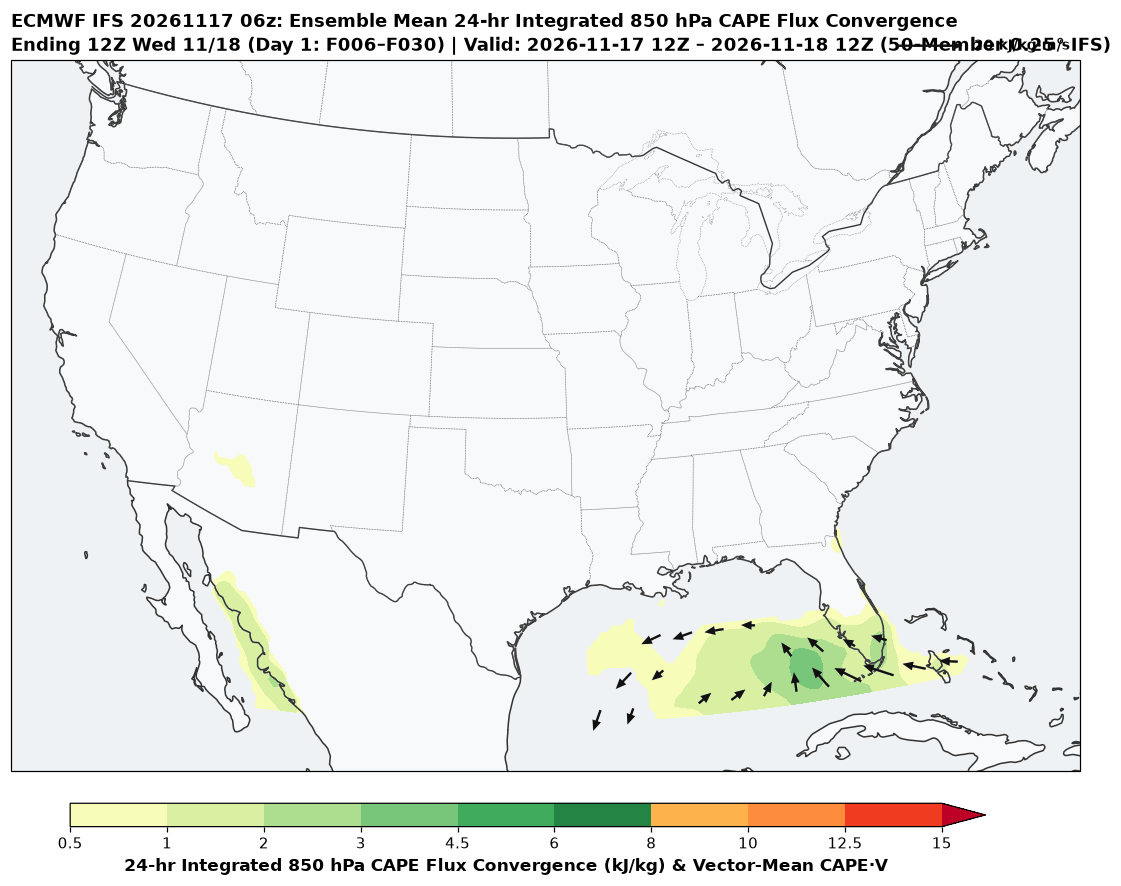 ECMWF IFS 20261117 06z: Ensemble Mean 24-hr Integrated 850 hPa CAPE Flux Convergence
Ending 12Z Wed 11/18 (Day 1: F006–F030) | Valid: 2026-11-17 12Z – 2026-11-18 12Z (50-Member 0.25° IFS)
0.5 1 2 3 4.5 6 8 10 12.5 15
24-hr Integrated 850 hPa CAPE Flux Convergence (kJ/kg) & Vector-Mean CAPE·V